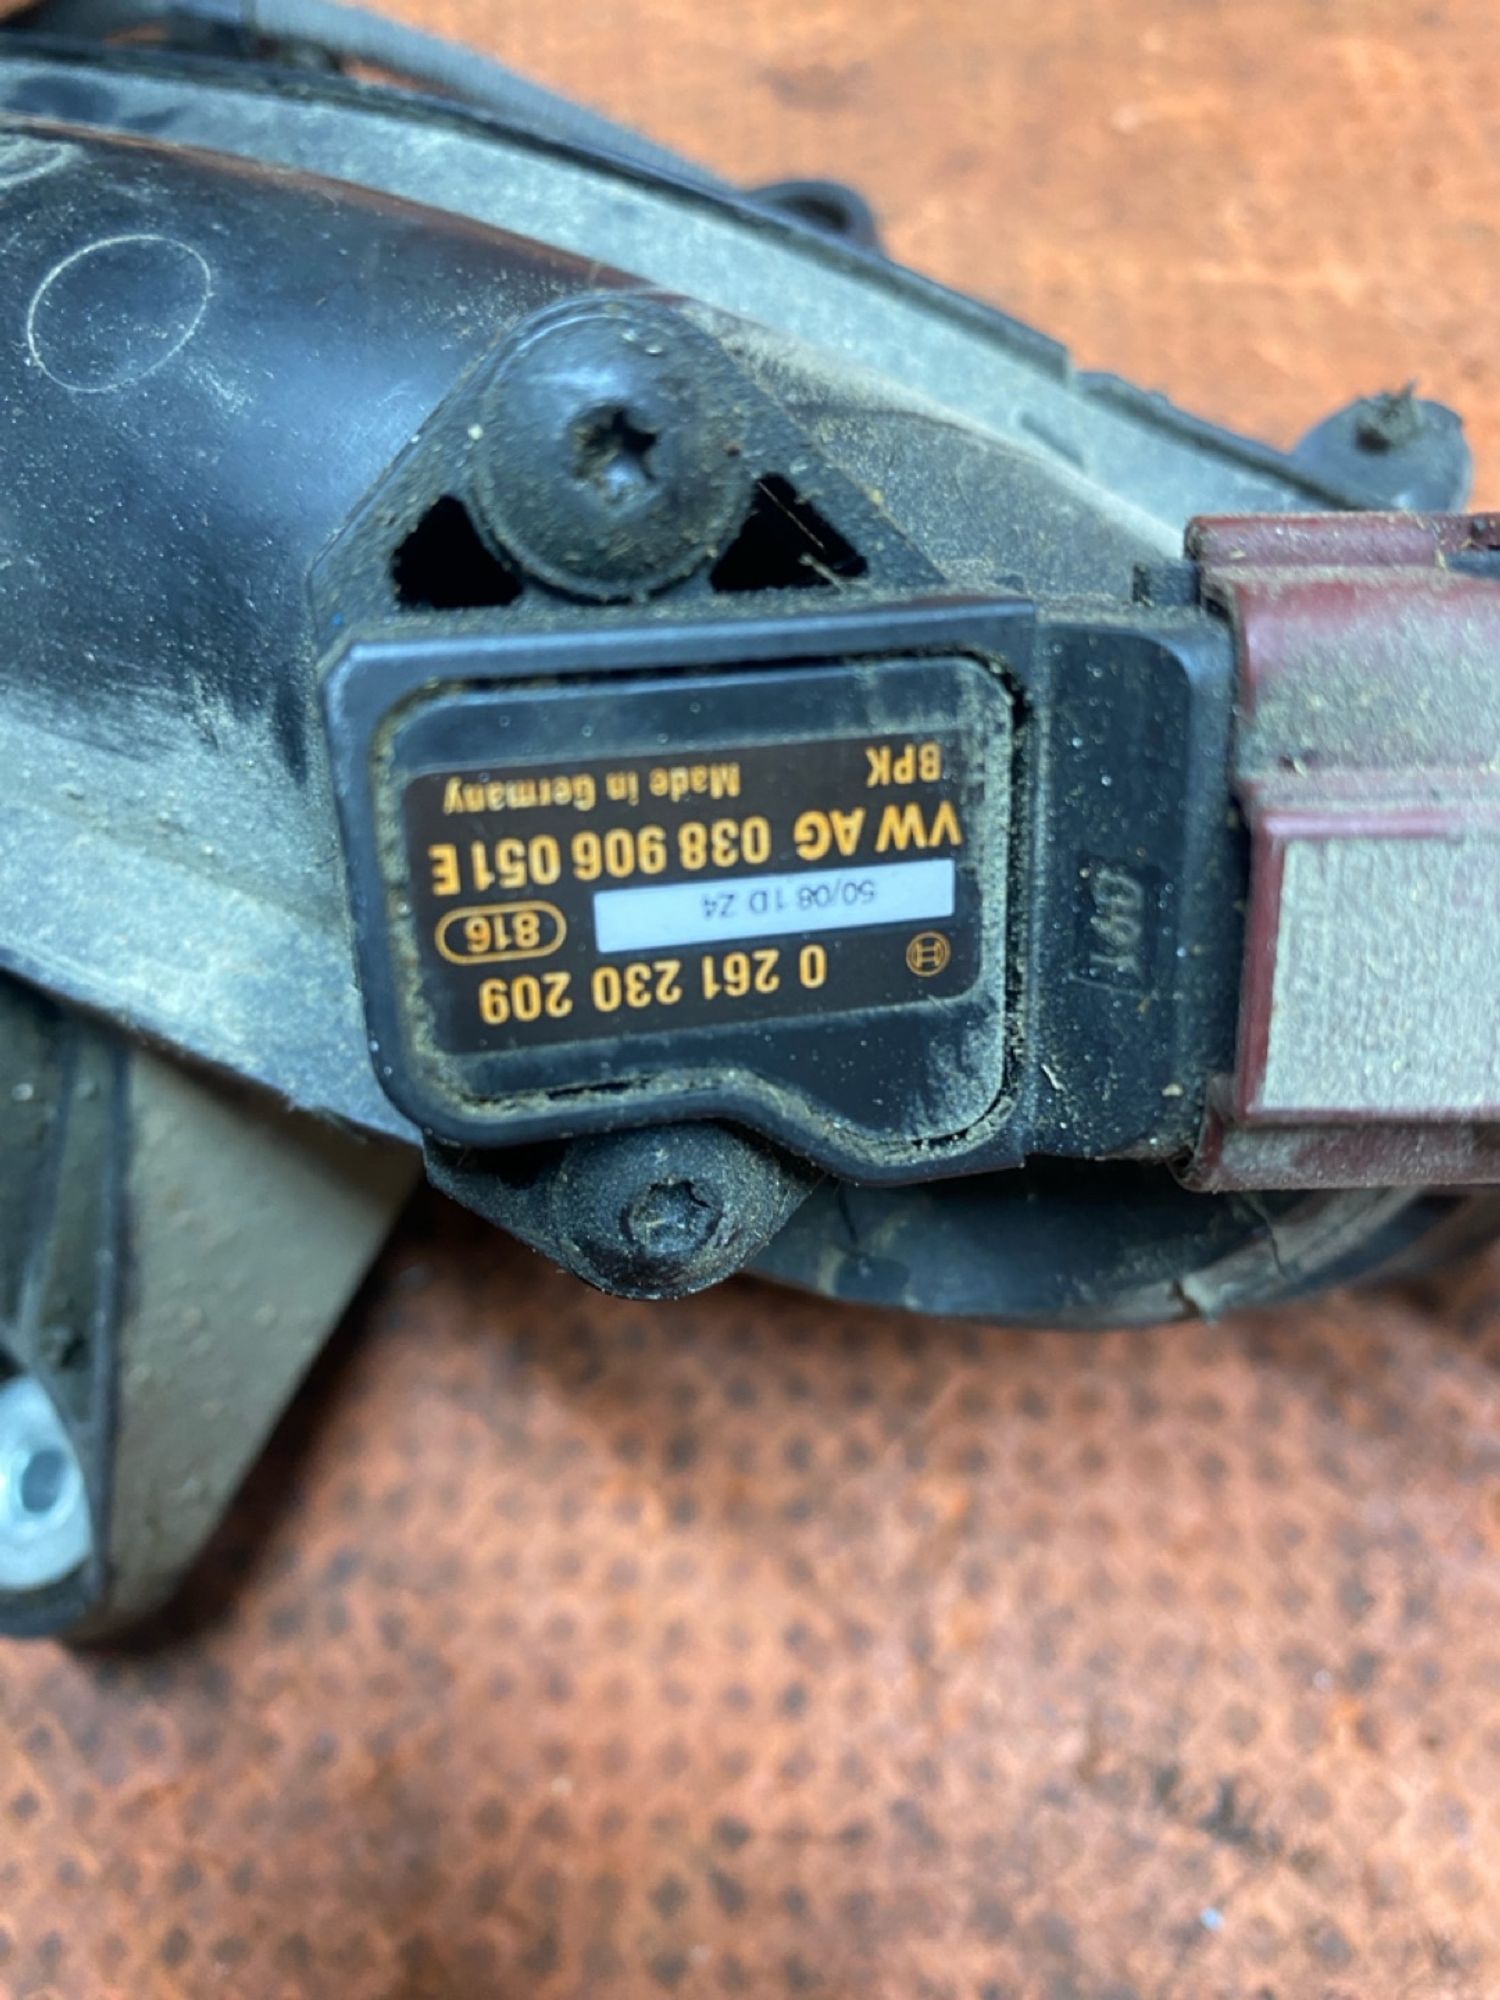 0 261 230 209
50/08 1D Z4 816
VW AG 038 906 051 E
BPK Made in Germany